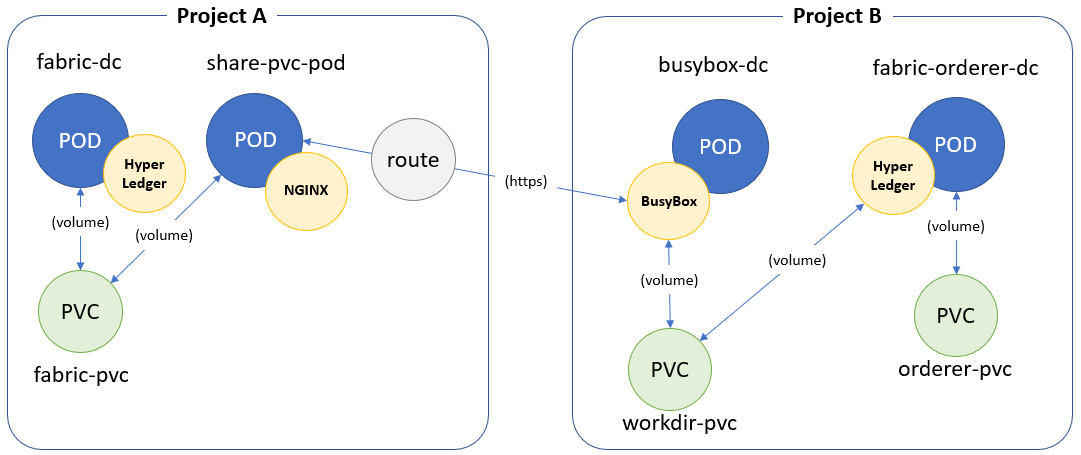 Project A
fabric-dc
share-pvc-pod
POD
Hyper
Ledger
POD
NGINX
route
(volume)
(volume)
PVC
fabric-pvc
(https)
Project B
busybox-dc
fabric-orderer-dc
POD
BusyBox
POD
Hyper
Ledger
(volume)
(volume)
(volume)
PVC
workdir-pvc
PVC
orderer-pvc